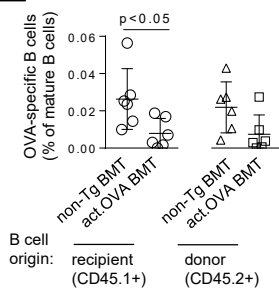 p<0.05
OVA-specific B cells
(% of mature B cells)
0.06
0.04
0.02
0.00
non-Tg BMT
act.OVA BMT
non-Tg BMT
act.OVA BMT
B cell
origin:
recipient
(CD45.1+)
donor
(CD45.2+)